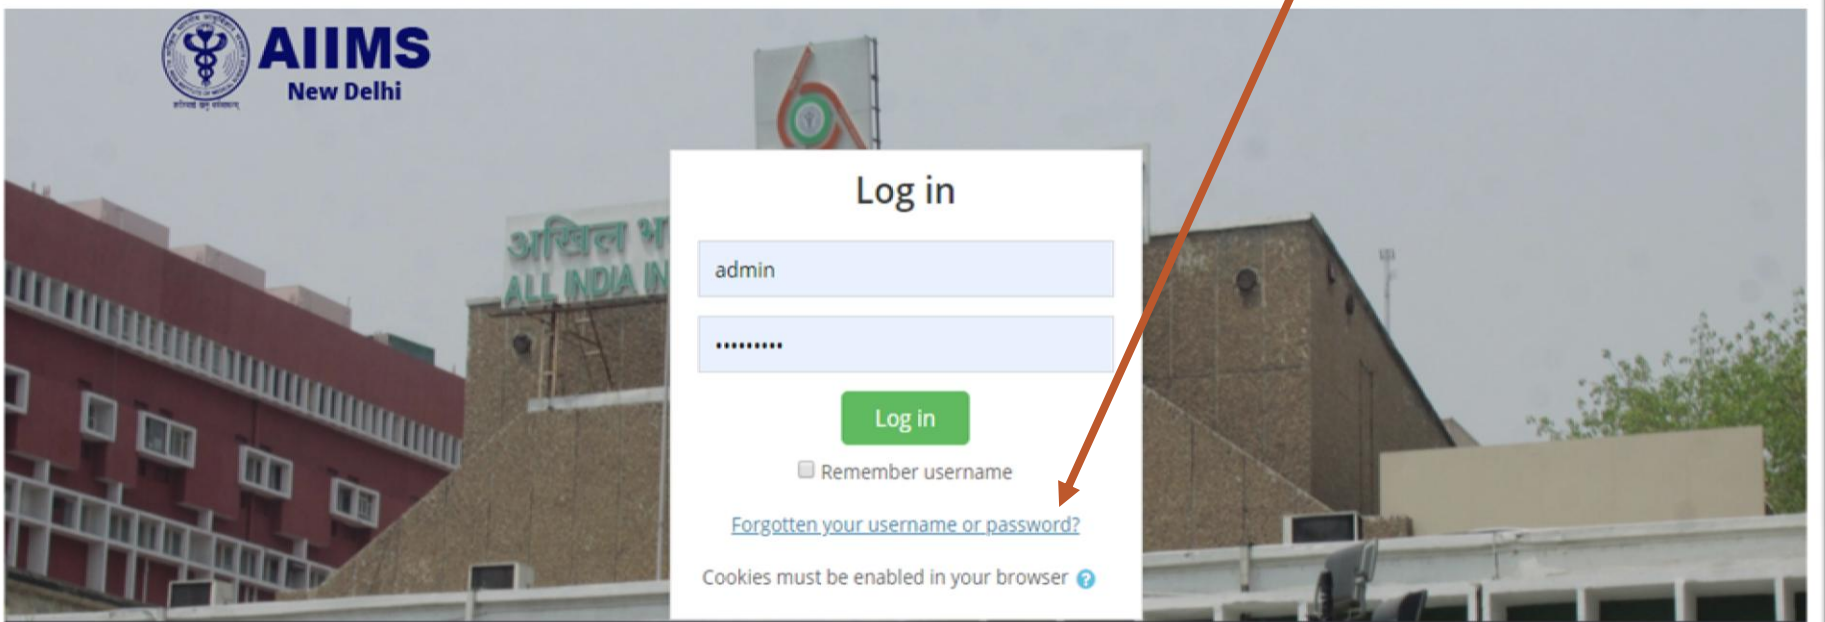 AIIMS
New Delhi
अखिल भ
ALL INDIA IN
Log in
admin
•••••••••
Log in
Remember username
Forgotten your username or password?
Cookies must be enabled in your browser
?